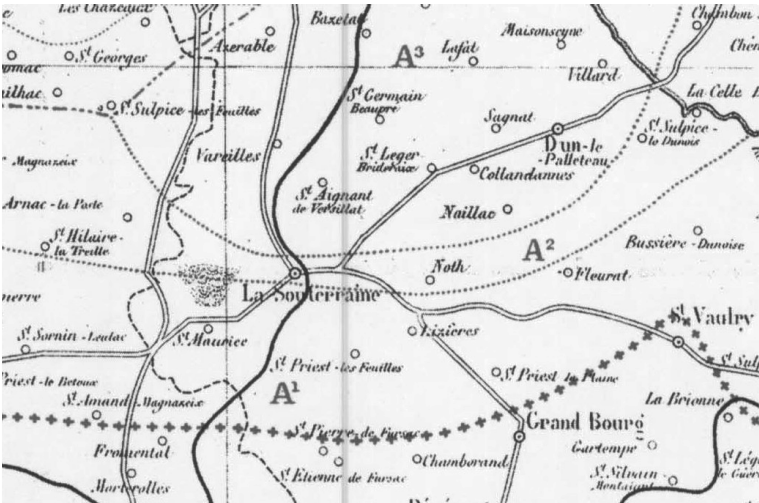 Les Chazeaux
Azerable
Bazelat
Lafat
Maisonseyne
Chambon
St Georges
A³
Villard
St Germain
Beaupré
La Celle
St Sulpice-les Feuilles
Sagnat
Dun-le-
Palleteau
St Sulpice-
le Dunois
Magnazeix
Vareilles
St Leger
Bridereix
Collandannes
St Aignant
de Versillat
Arnac-la Poste
Naillac
St Hilaire-
la Treille
A²
Bussière-Dunoise
Noth
Fleurat
La Souterraine
St Vaulry
St Sornin-Leulac
St Maurice
Lizières
St Priest-les Feuilles
St Priest la Plaine
St Amand-Magnazeix
A¹
La Brionne
St Pierre-de Fursac
Grand Bourg
Fromental
Gartempe
Chamborand
St Etienne de Fursac
St Silvain
Montaigut
Morterolles